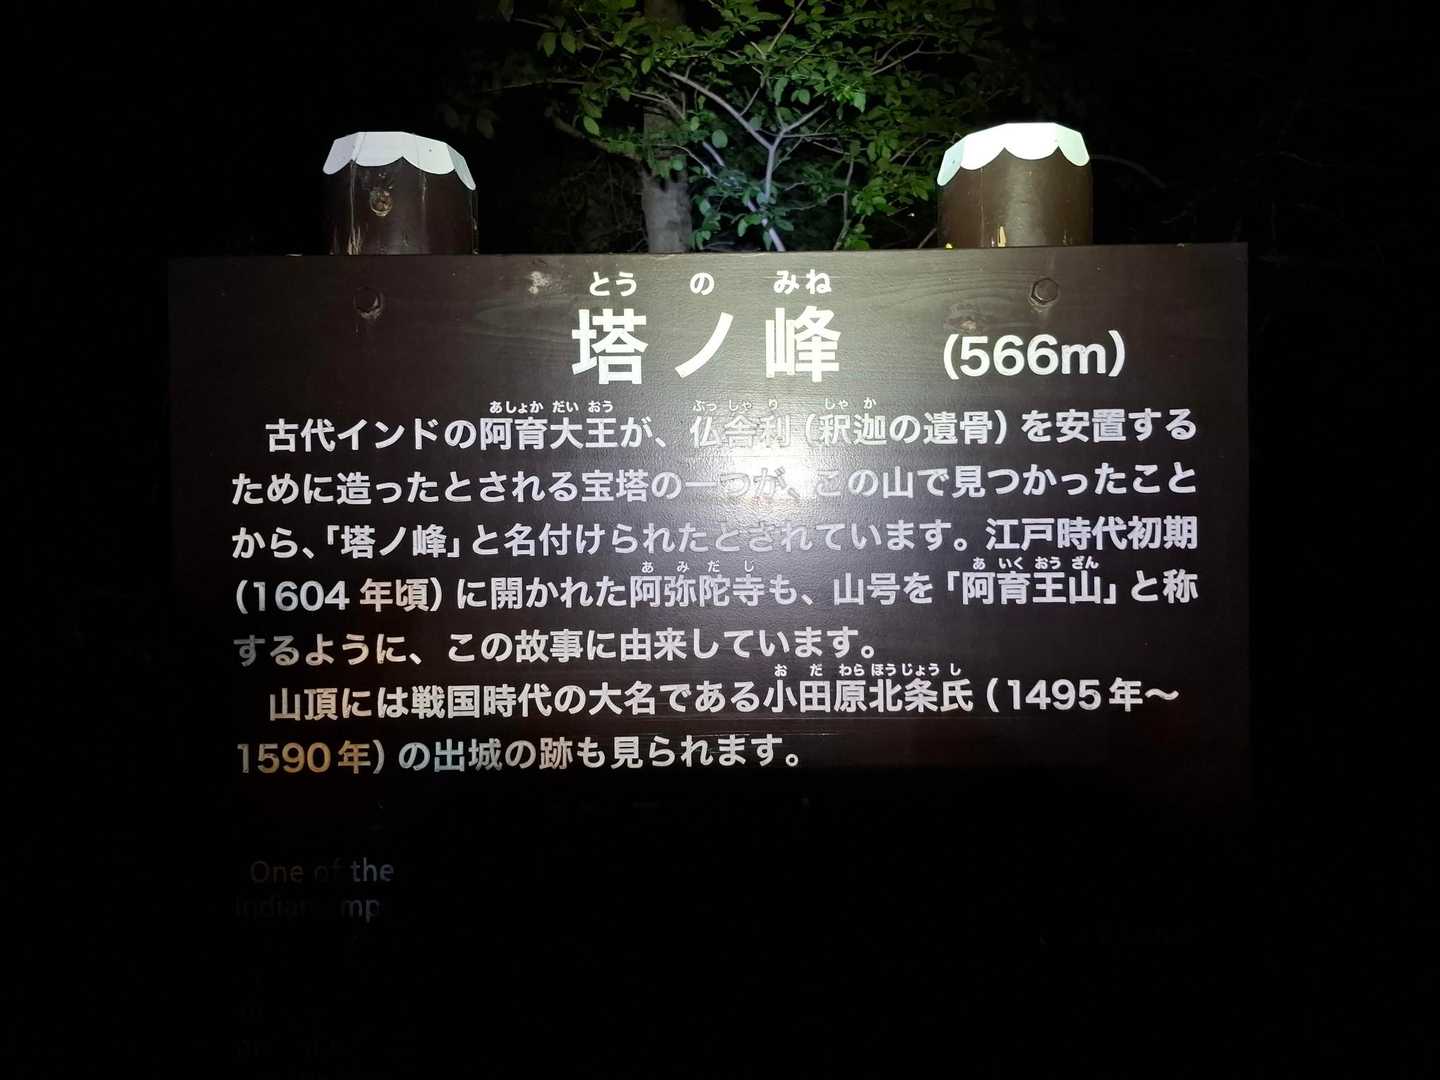 とう の みね
塔ノ峰 (566m)
あしょか だい おう ぶっ しゃ り しゃ か
古代インドの阿育大王が、仏舎利（釈迦の遺骨）を安置する
ために造ったとされる宝塔の一つが、この山で見つかったこと
から、「塔ノ峰」と名付けられたとされています。江戸時代初期
あ み だ じ あ いく おう ざん
（1604年頃）に開かれた阿弥陀寺も、山号を「阿育王山」と称
するように、この故事に由来しています。
お だ わら ほう じょう し
山頂には戦国時代の大名である小田原北条氏（1495年～
1590年）の出城の跡も見られます。
One of the
Indian